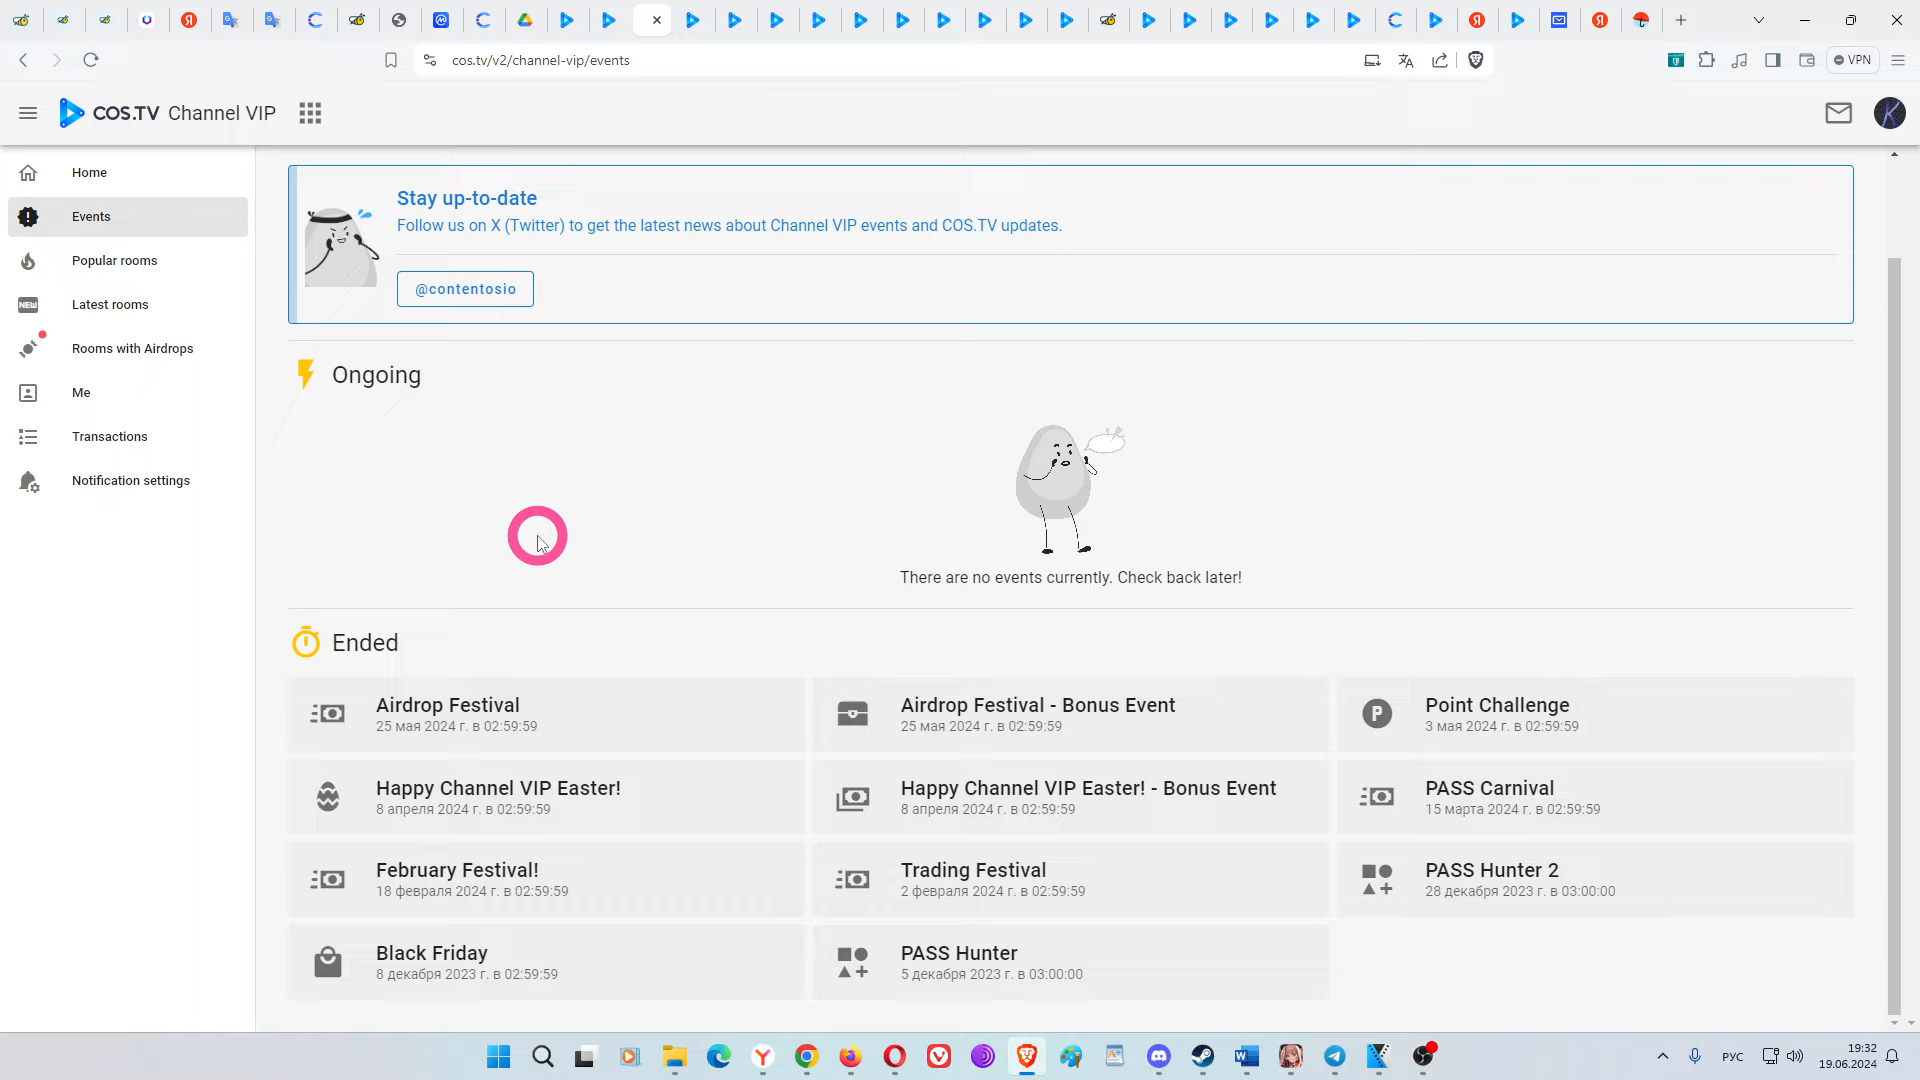 cos.tv/v2/channel-vip/events
VPN
COS.TV Channel VIP
Home
Events
Popular rooms
NEW Latest rooms
Rooms with Airdrops
Me
Transactions
Notification settings
Stay up-to-date
Follow us on X (Twitter) to get the latest news about Channel VIP events and COS.TV updates.
@contentosio
Ongoing
There are no events currently. Check back later!
Ended
Airdrop Festival
25 мая 2024 г. в 02:59:59
Airdrop Festival - Bonus Event
25 мая 2024 г. в 02:59:59
P
Point Challenge
3 мая 2024 г. в 02:59:59
Happy Channel VIP Easter!
8 апреля 2024 г. в 02:59:59
Happy Channel VIP Easter! - Bonus Event
8 апреля 2024 г. в 02:59:59
PASS Carnival
15 марта 2024 г. в 02:59:59
February Festival!
18 февраля 2024 г. в 02:59:59
Trading Festival
2 февраля 2024 г. в 02:59:59
PASS Hunter 2
28 декабря 2023 г. в 03:00:00
Black Friday
8 декабря 2023 г. в 02:59:59
PASS Hunter
5 декабря 2023 г. в 03:00:00
РУС
19:32
19.06.2024